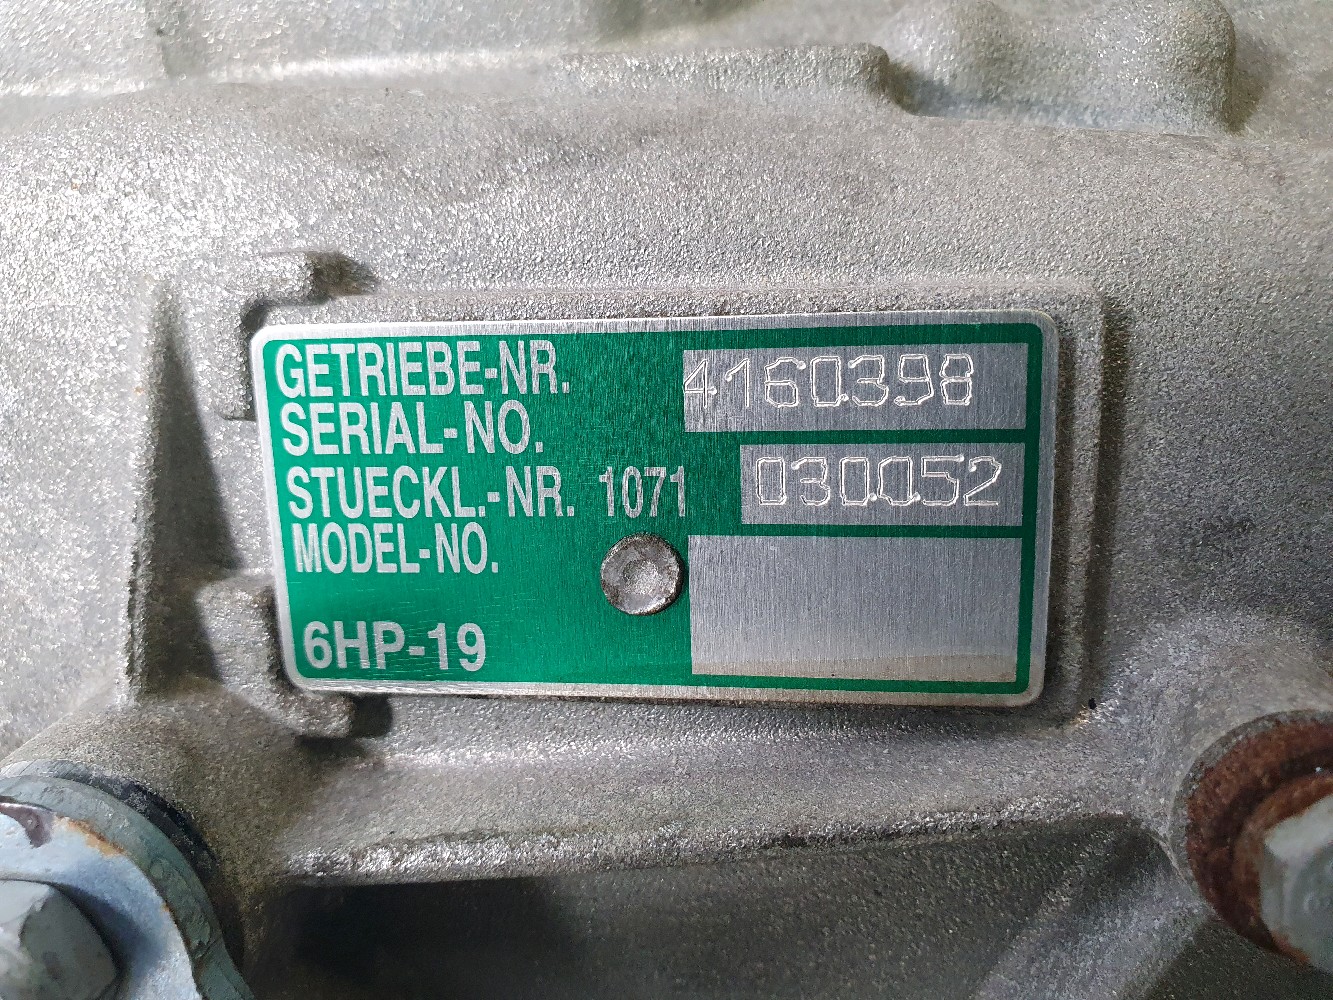 GETRIEBE-NR. 4160398
SERIAL-NO.
STUECKL.-NR. 1071 030052
MODEL-NO.
6HP-19